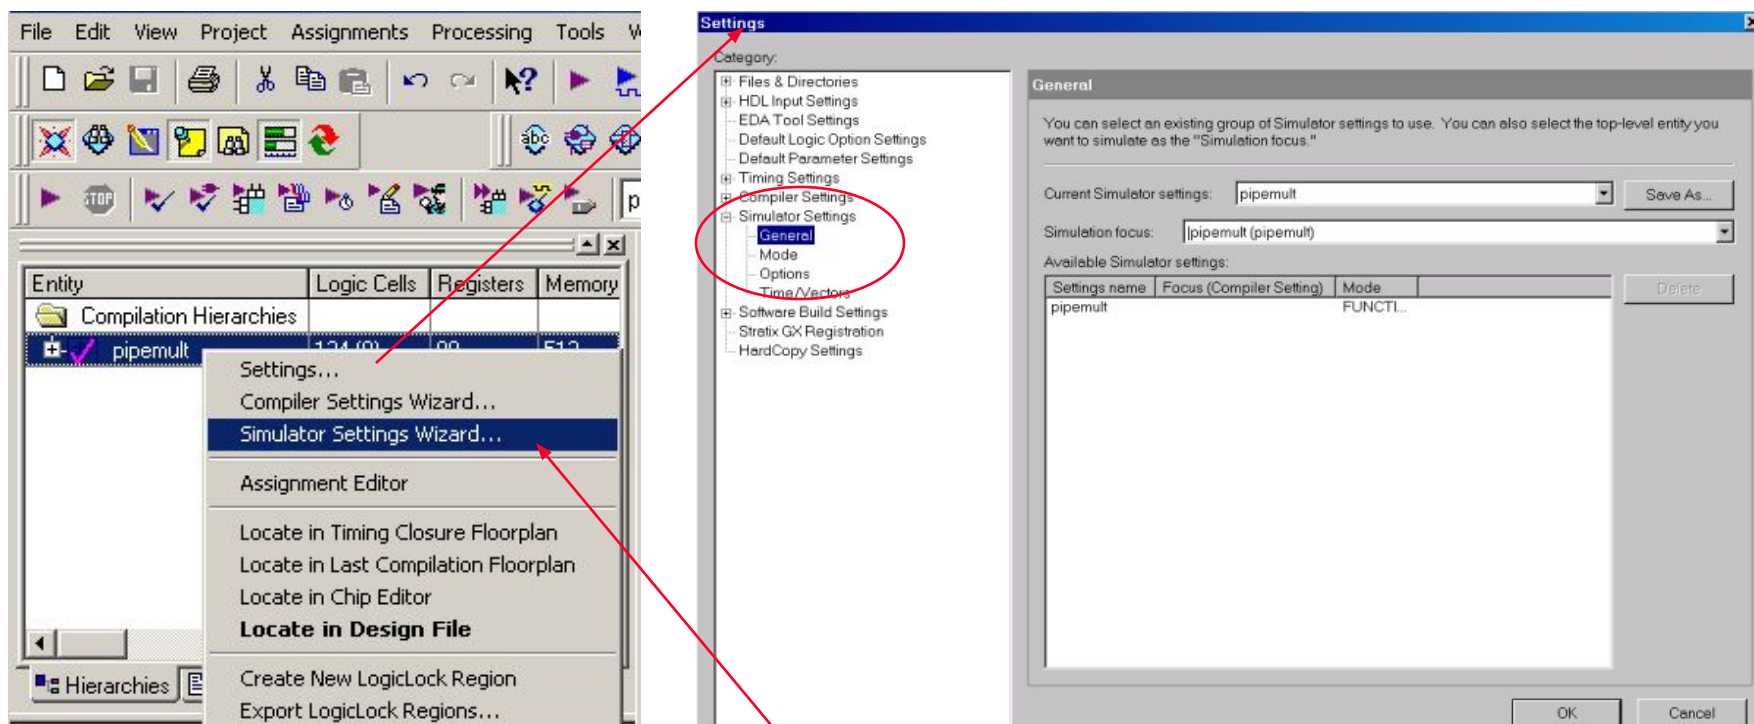 File Edit View Project Assignments Processing Tools
STOP
abc
Entity Logic Cells Registers Memory
Compilation Hierarchies
pipemult
Settings...
Compiler Settings Wizard...
Simulator Settings Wizard...
Assignment Editor
Locate in Timing Closure Floorplan
Locate in Last Compilation Floorplan
Locate in Chip Editor
Locate in Design File
Create New LogicLock Region
Export LogicLock Regions...
Hierarchies
Settings
Category:
Files & Directories
HDL Input Settings
EDA Tool Settings
Default Logic Option Settings
Default Parameter Settings
Timing Settings
Compiler Settings
Simulator Settings
General
Mode
Options
Time/Vectors
Software Build Settings
Stratix GX Registration
HardCopy Settings
General
You can select an existing group of Simulator settings to use. You can also select the top-level entity you
want to simulate as the "Simulation focus."
Current Simulator settings: pipemult Save As...
Simulation focus: |pipemult (pipemult)
Available Simulator settings:
Settings name Focus (Compiler Setting) Mode Delete
pipemult FUNCTI...
OK Cancel